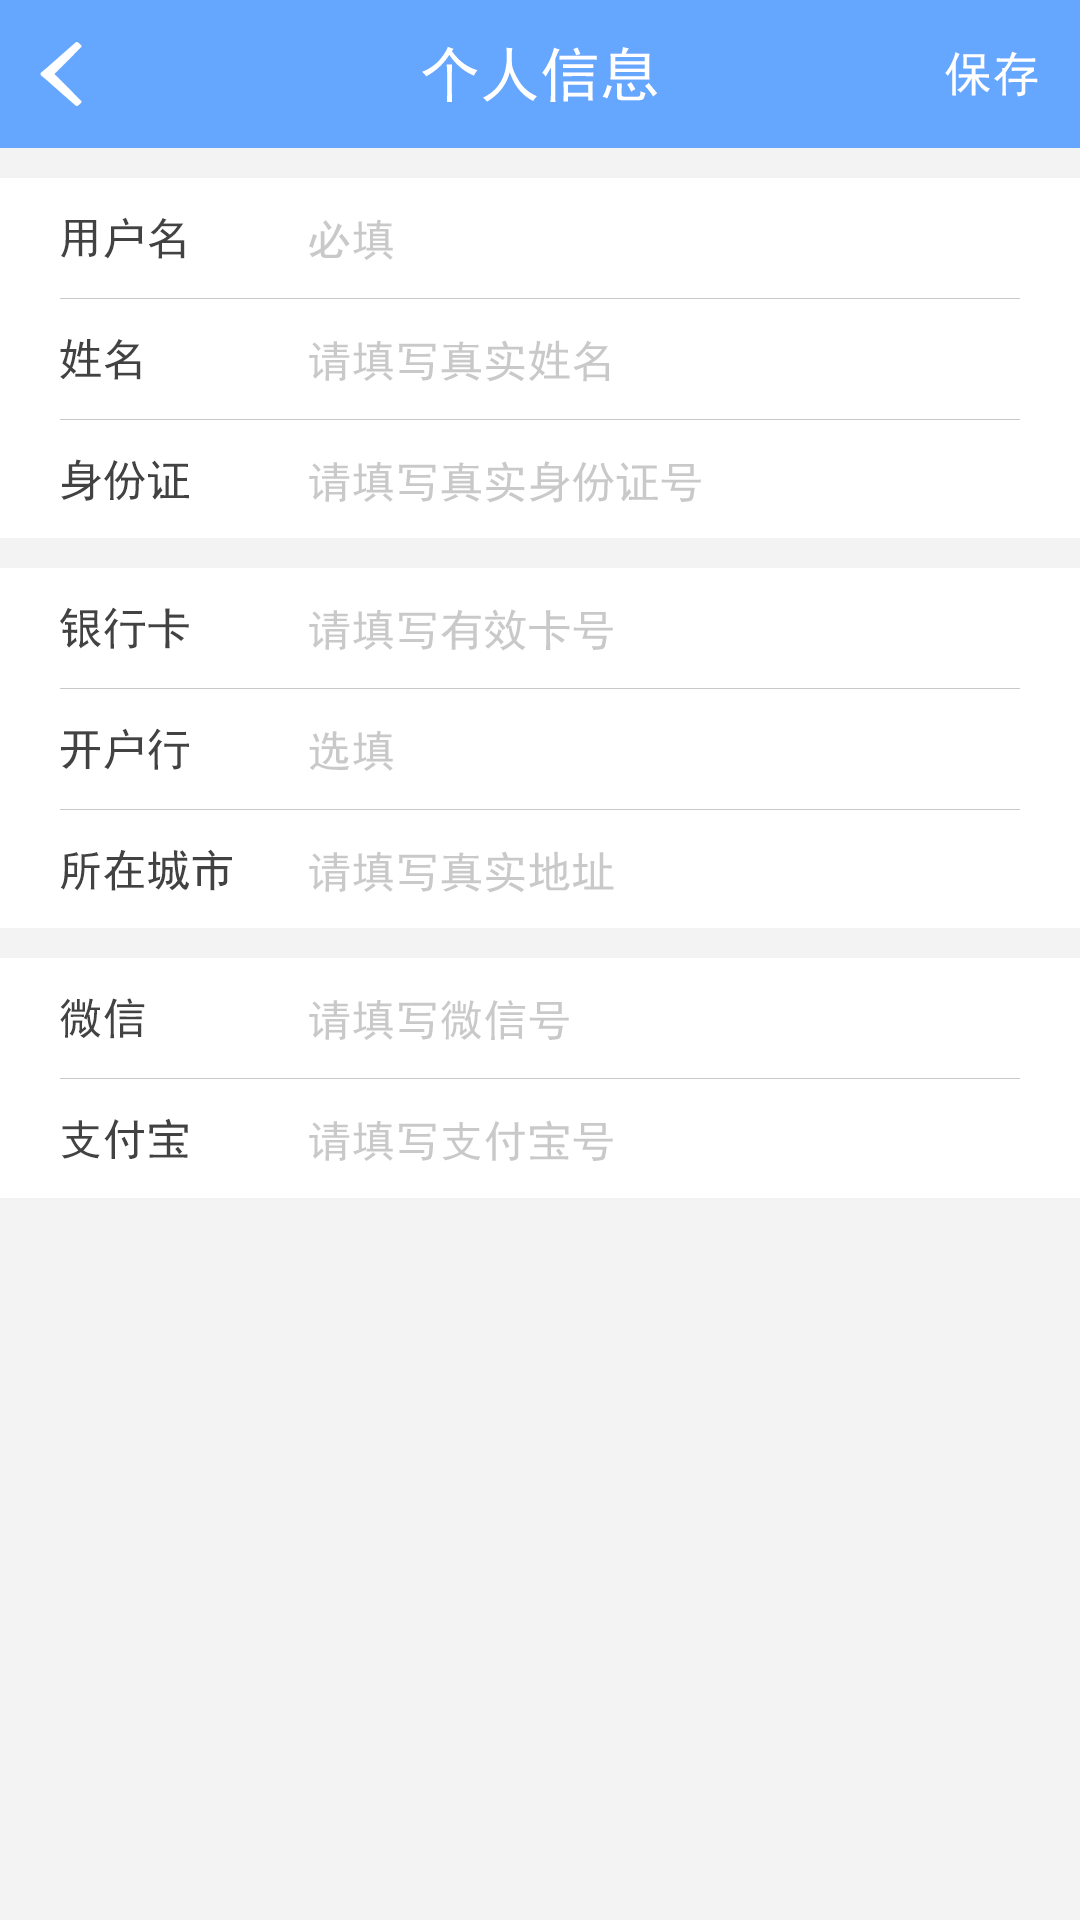 个人信息 保存
用户名 必填
姓名 请填写真实姓名
身份证 请填写真实身份证号
银行卡 请填写有效卡号
开户行 选填
所在城市 请填写真实地址
微信 请填写微信号
支付宝 请填写支付宝号